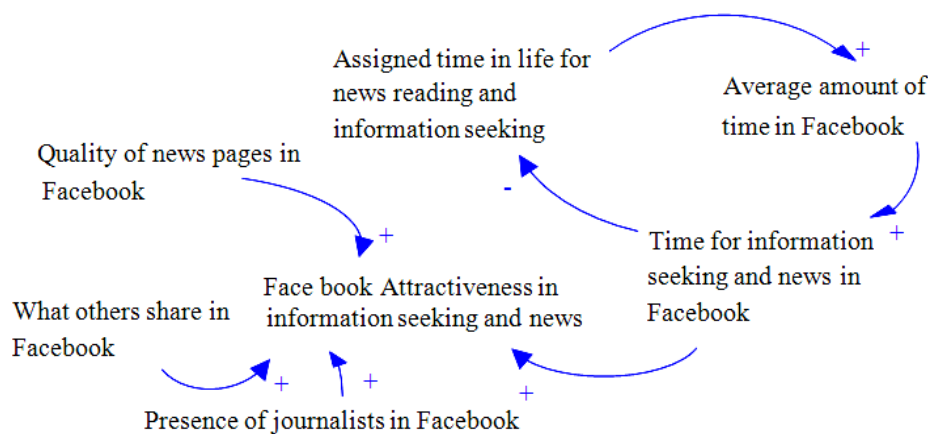 Assigned time in life for
news reading and
information seeking
+
Average amount of
time in Facebook
Quality of news pages in
Facebook
-
+
+
Time for information
seeking and news in
Facebook
Face book Attractiveness in
information seeking and news
What others share in
Facebook
+
+
+
Presence of journalists in Facebook